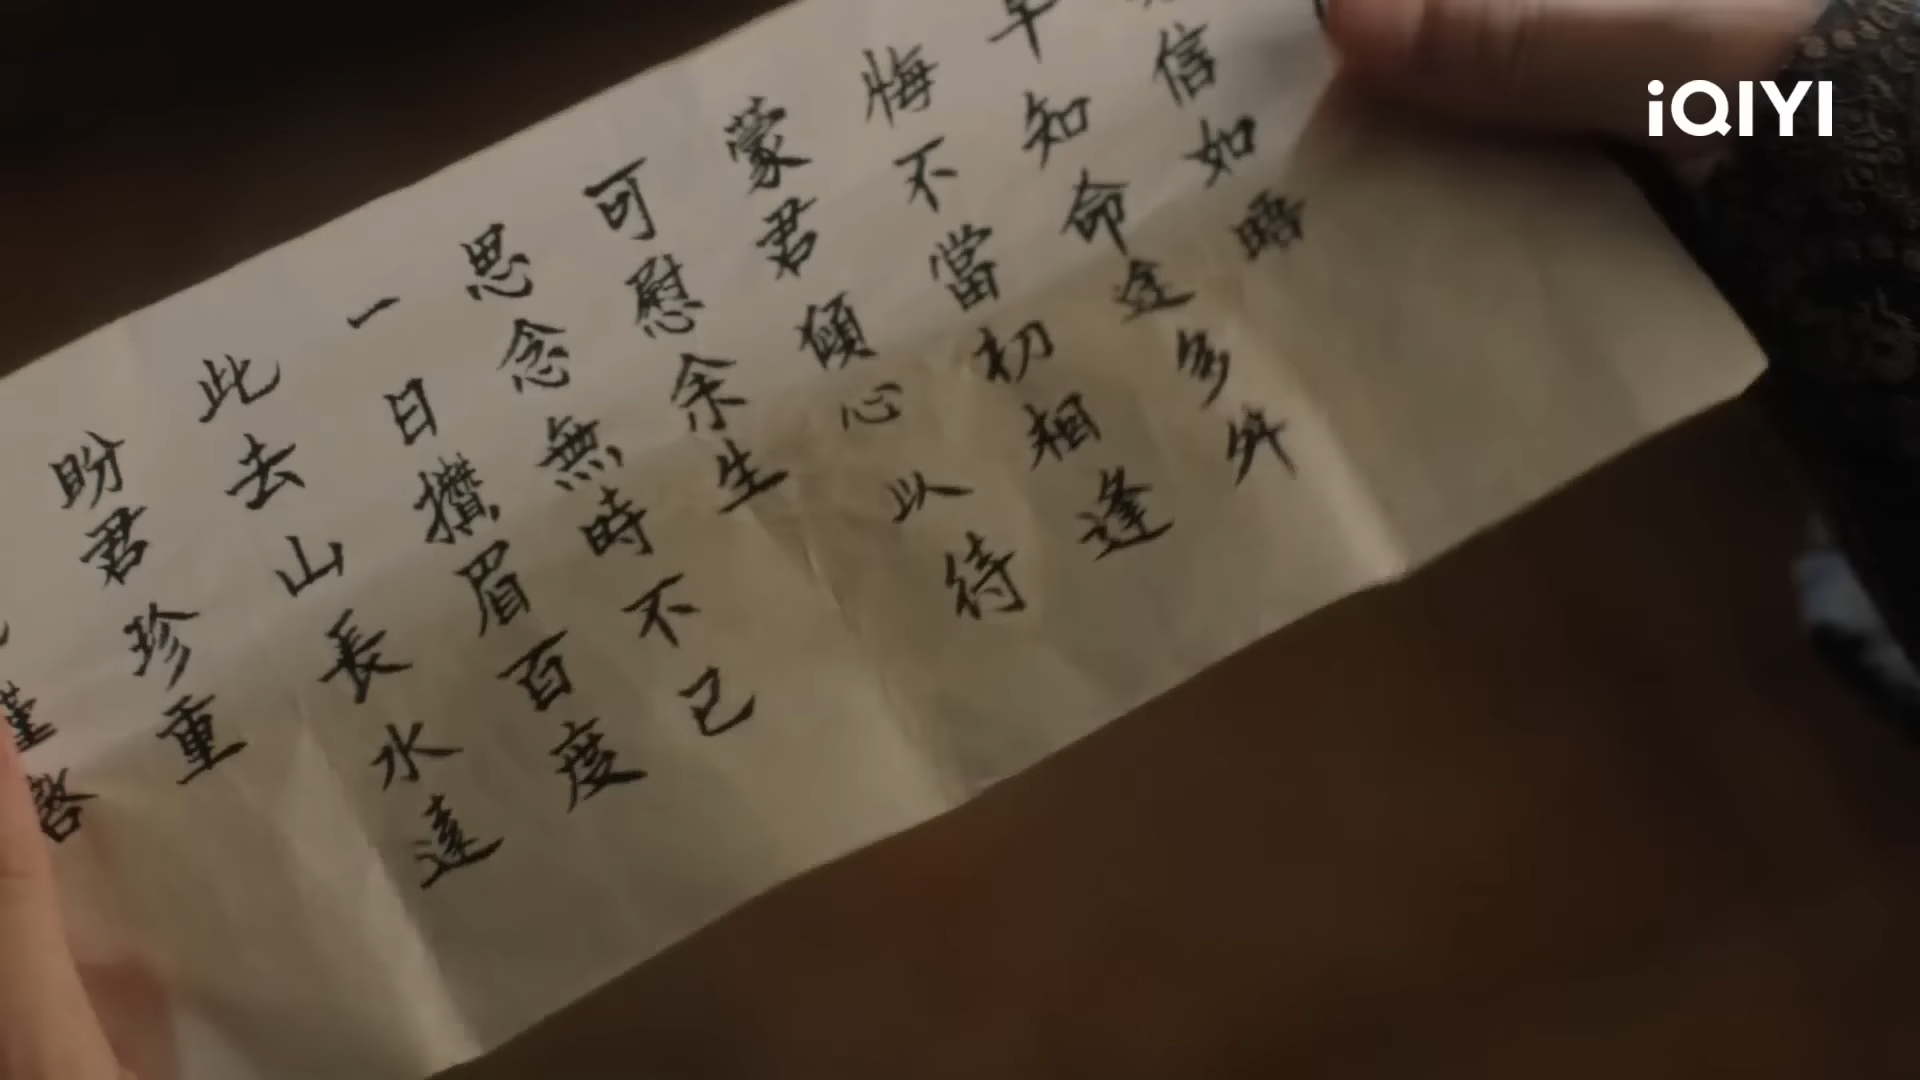 信如晤
早知命途多舛
悔不當初相逢
蒙君傾心以待
可慰余生
思念無時不已
一日攢眉百度
此去山長水遠
盼君珍重
謹啓
iQIYI